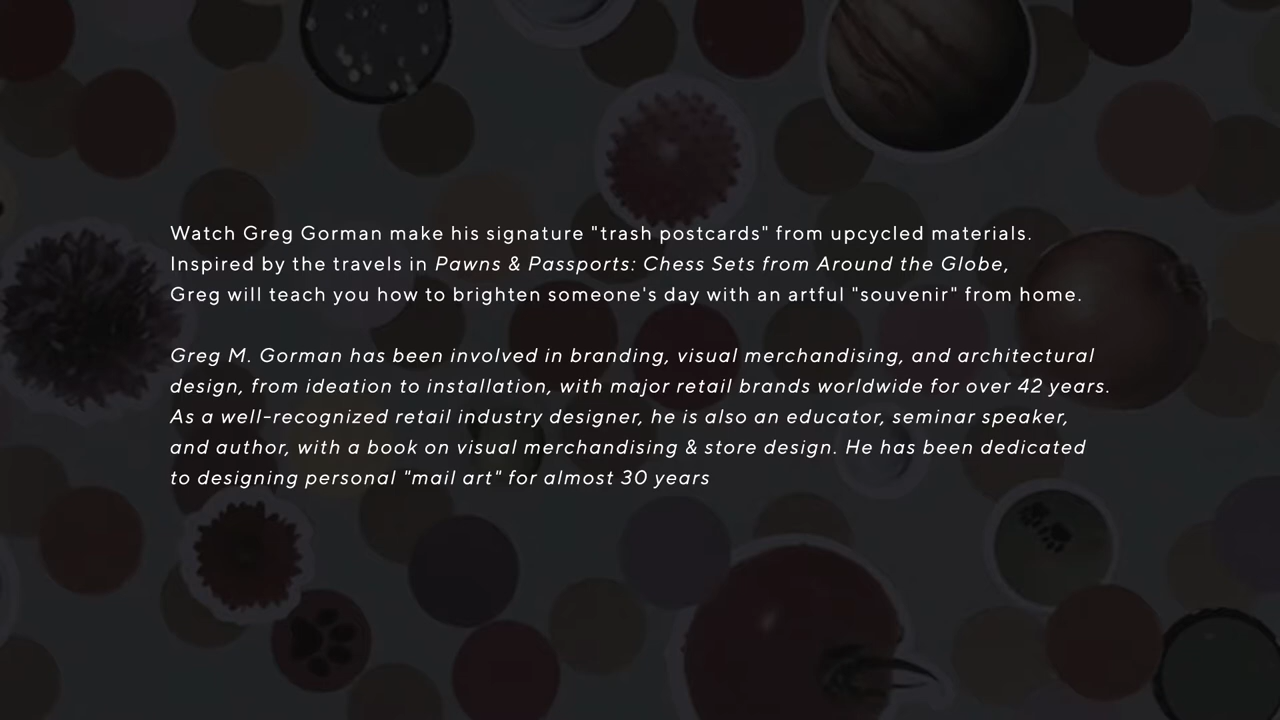 Watch Greg Gorman make his signature "trash postcards" from upcycled materials.
Inspired by the travels in Pawns & Passports: Chess Sets from Around the Globe,
Greg will teach you how to brighten someone's day with an artful "souvenir" from home.
Greg M. Gorman has been involved in branding, visual merchandising, and architectural
design, from ideation to installation, with major retail brands worldwide for over 42 years.
As a well-recognized retail industry designer, he is also an educator, seminar speaker,
and author, with a book on visual merchandising & store design. He has been dedicated
to designing personal "mail art" for almost 30 years